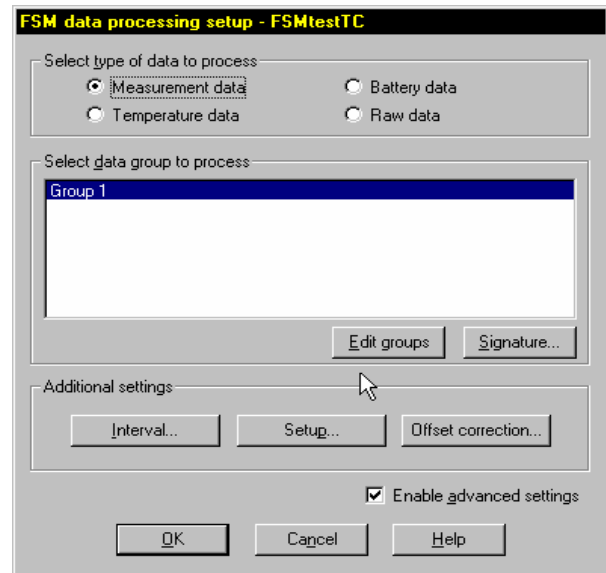 FSM data processing setup - FSMtestTC
Select type of data to process
Measurement data
Battery data
Temperature data
Raw data
Select data group to process
Group 1
Edit groups
Signature...
Additional settings
Interval...
Setup...
Offset correction...
Enable advanced settings
OK
Cancel
Help